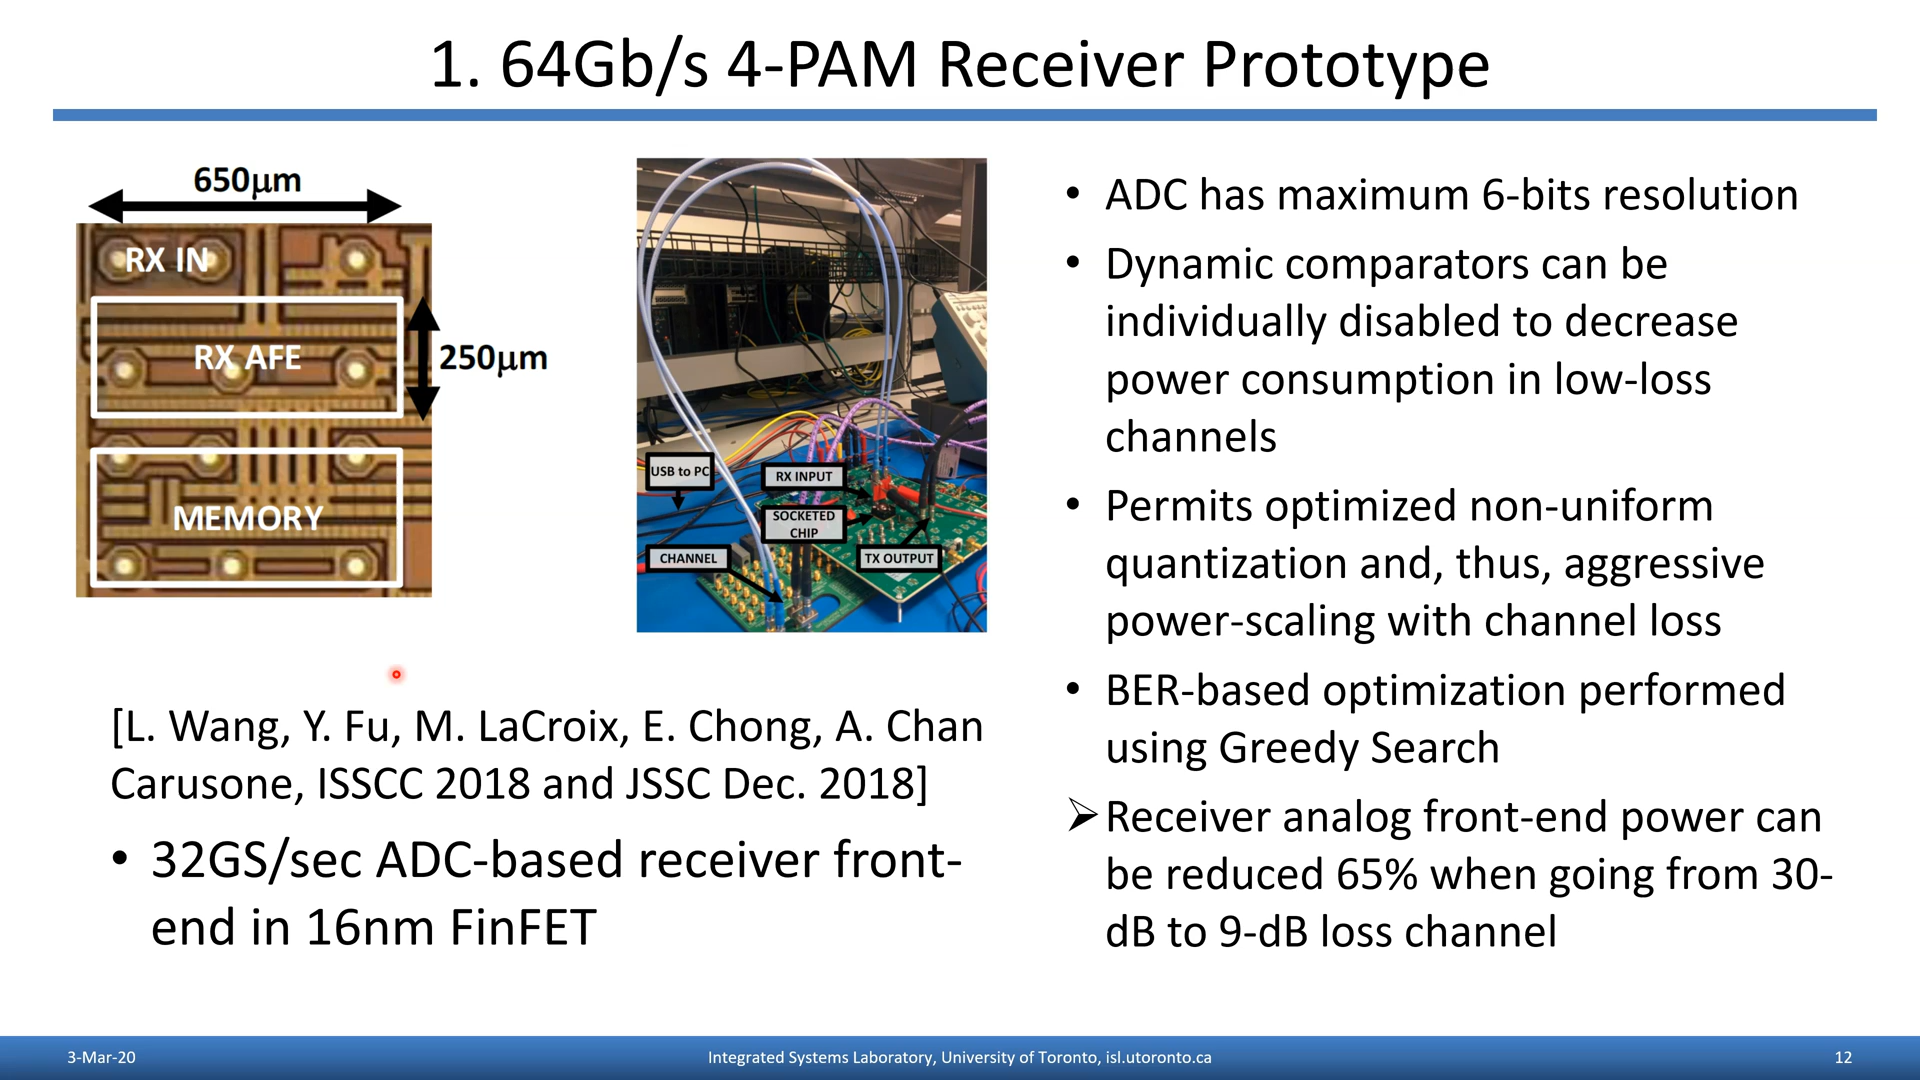 1. 64Gb/s 4-PAM Receiver Prototype
650μm
RX IN
RX AFE
250μm
MEMORY
USB to PC
RX INPUT
SOCKETED
CHIP
CHANNEL
TX OUTPUT
[L. Wang, Y. Fu, M. LaCroix, E. Chong, A. Chan
Carusone, ISSCC 2018 and JSSC Dec. 2018]
• 32GS/sec ADC-based receiver front-
end in 16nm FinFET
• ADC has maximum 6-bits resolution
• Dynamic comparators can be
individually disabled to decrease
power consumption in low-loss
channels
• Permits optimized non-uniform
quantization and, thus, aggressive
power-scaling with channel loss
• BER-based optimization performed
using Greedy Search
➢ Receiver analog front-end power can
be reduced 65% when going from 30-
dB to 9-dB loss channel
3-Mar-20
Integrated Systems Laboratory, University of Toronto, isl.utoronto.ca
12